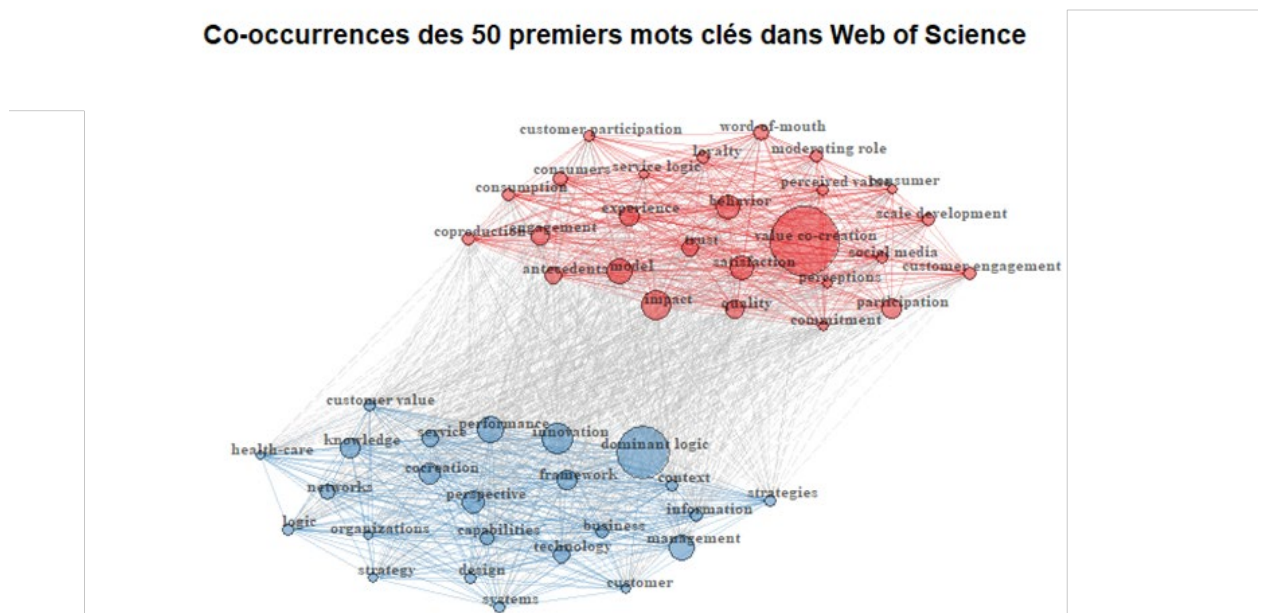 Co-occurrences des 50 premiers mots clés dans Web of Science
customer participation
word-of-mouth
loyalty
moderating role
consumers
service logic
consumption
perceived value
consumer
experience
behavior
scale development
coproduction
engagement
trust
value co-creation
social media
antecedents
model
satisfaction
customer engagement
perceptions
impact
quality
participation
commitment
customer value
performance
service
innovation
knowledge
dominant logic
health-care
cocreation
framework
context
networks
perspective
strategies
information
logic
organizations
capabilities
business
technology
management
strategy
design
customer
systems